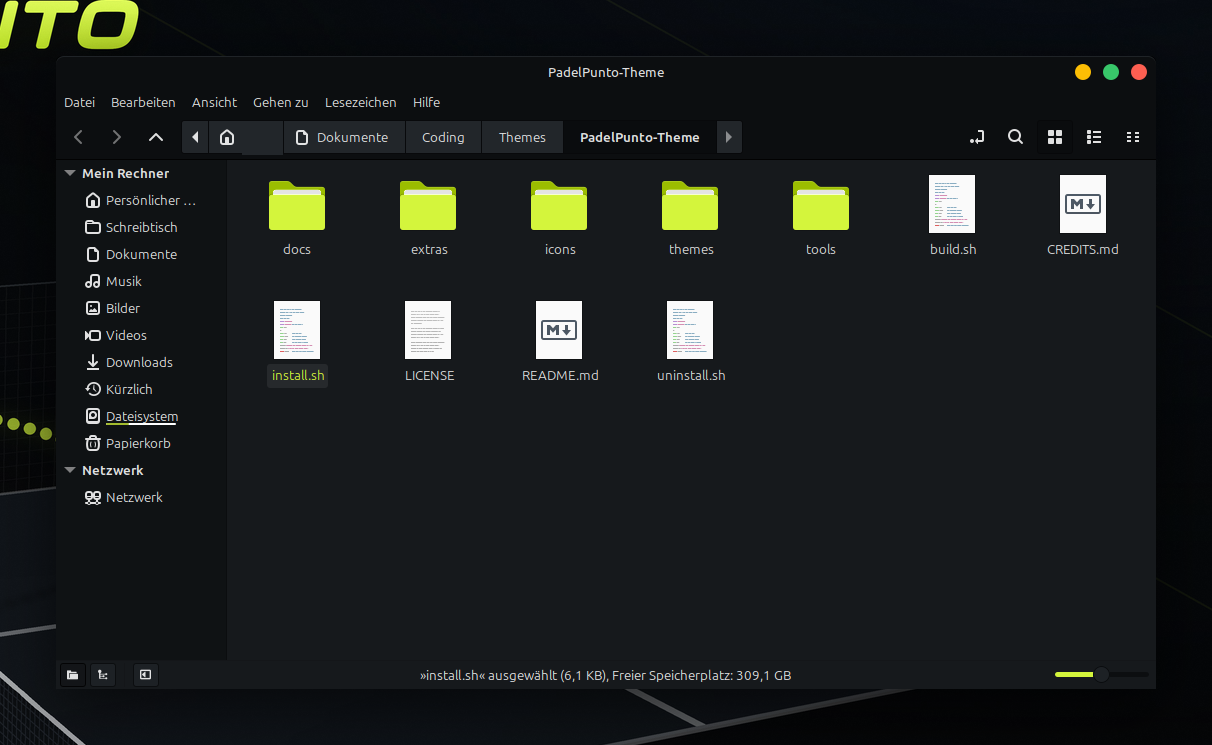 ITO
PadelPunto-Theme
Datei Bearbeiten Ansicht Gehen zu Lesezeichen Hilfe
Dokumente Coding Themes PadelPunto-Theme
Mein Rechner
Persönlicher ...
Schreibtisch
Dokumente
Musik
Bilder
Videos
Downloads
Kürzlich
Dateisystem
Papierkorb
Netzwerk
Netzwerk
docs extras icons themes tools build.sh CREDITS.md
install.sh LICENSE README.md uninstall.sh
»install.sh« ausgewählt (6,1 KB), Freier Speicherplatz: 309,1 GB